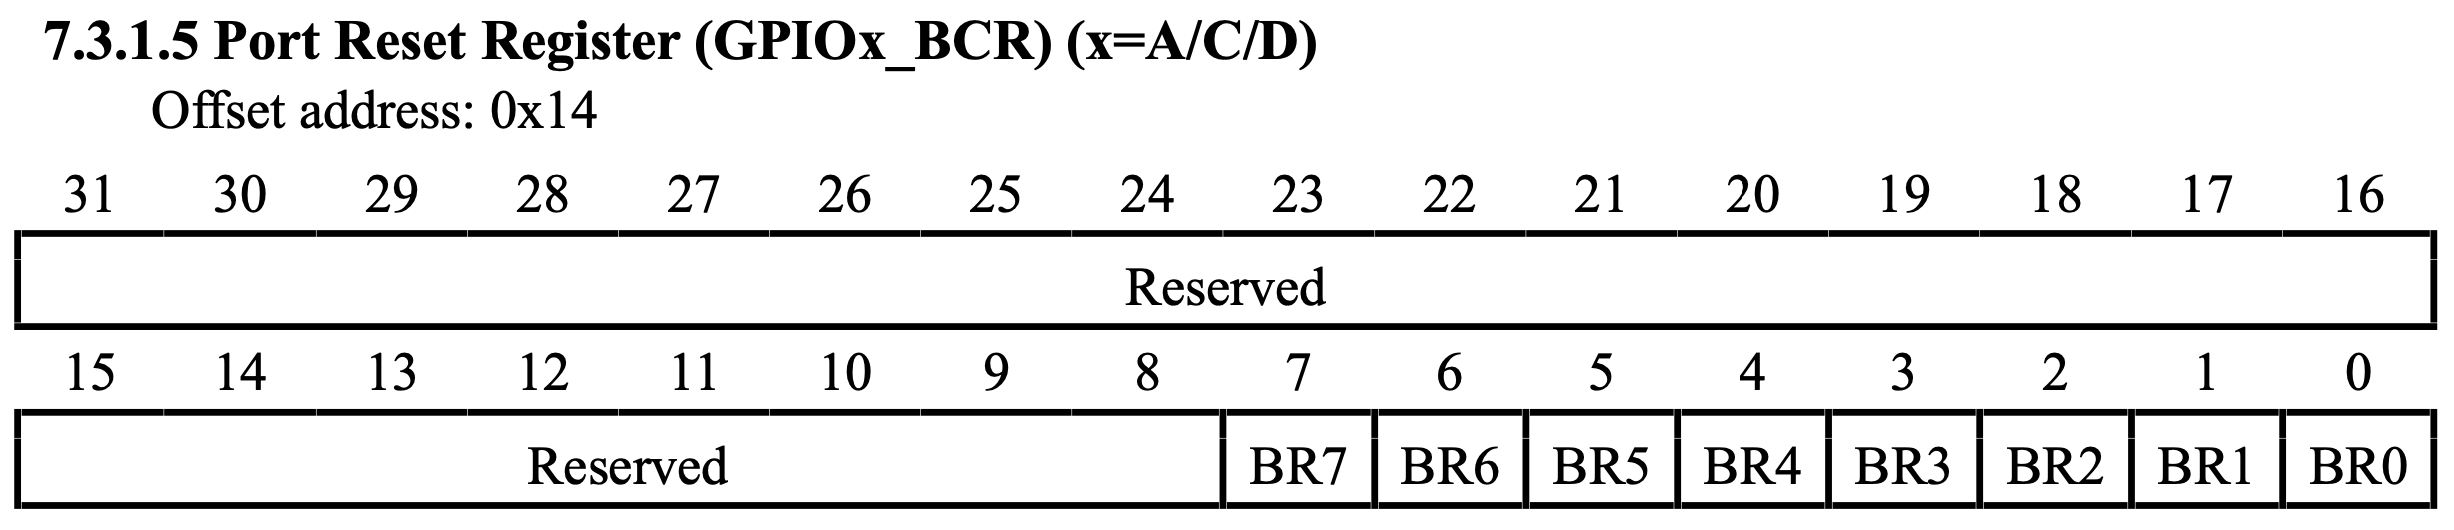 7.3.1.5 Port Reset Register (GPIOx_BCR) (x=A/C/D)
Offset address: 0x14
31 30 29 28 27 26 25 24 23 22 21 20 19 18 17 16
Reserved
15 14 13 12 11 10 9 8 7 6 5 4 3 2 1 0
Reserved BR7 BR6 BR5 BR4 BR3 BR2 BR1 BR0